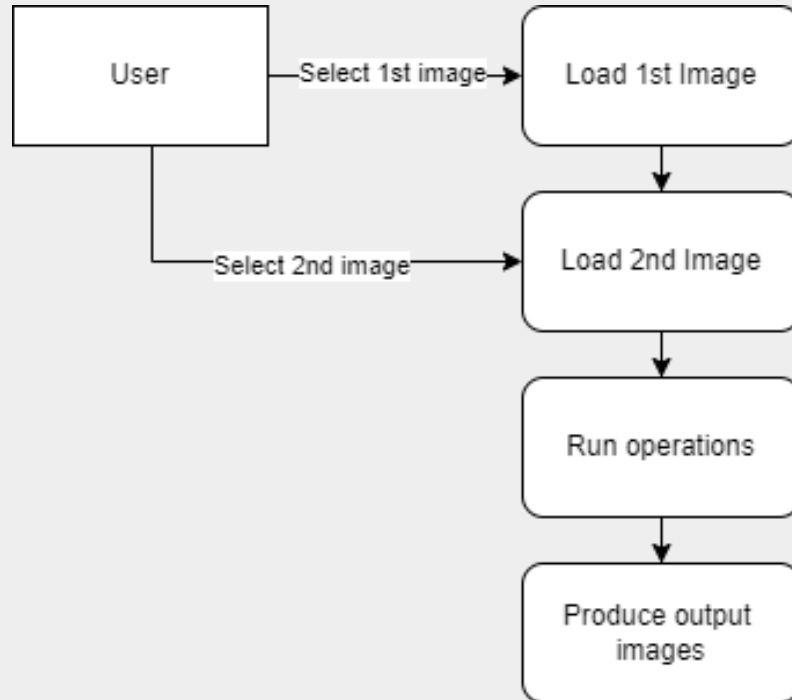 User
Select 1st image
Load 1st Image
Select 2nd image
Load 2nd Image
Run operations
Produce output
images